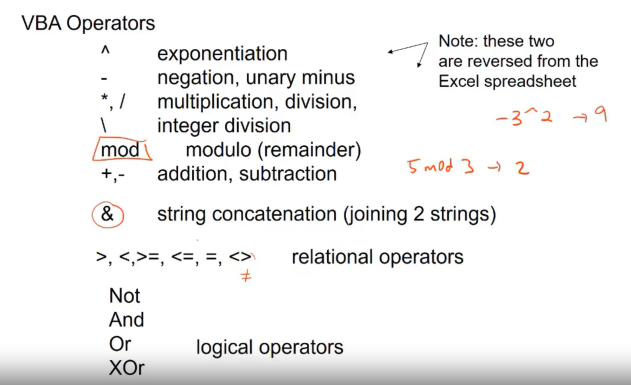 VBA Operators
^ exponentiation
- negation, unary minus
*, / multiplication, division,
\ integer division
mod modulo (remainder)
+,- addition, subtraction
& string concatenation (joining 2 strings)
>, <,>=, <=, =, <> relational operators
≠
Not
And
Or
XOr
logical operators
Note: these two
are reversed from the
Excel spreadsheet
-3^2 → 9
5 mod 3 → 2